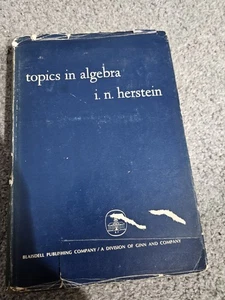 topics in algebra
i. n. herstein
BLAISDELL PUBLISHING COMPANY / A DIVISION OF GINN AND COMPANY